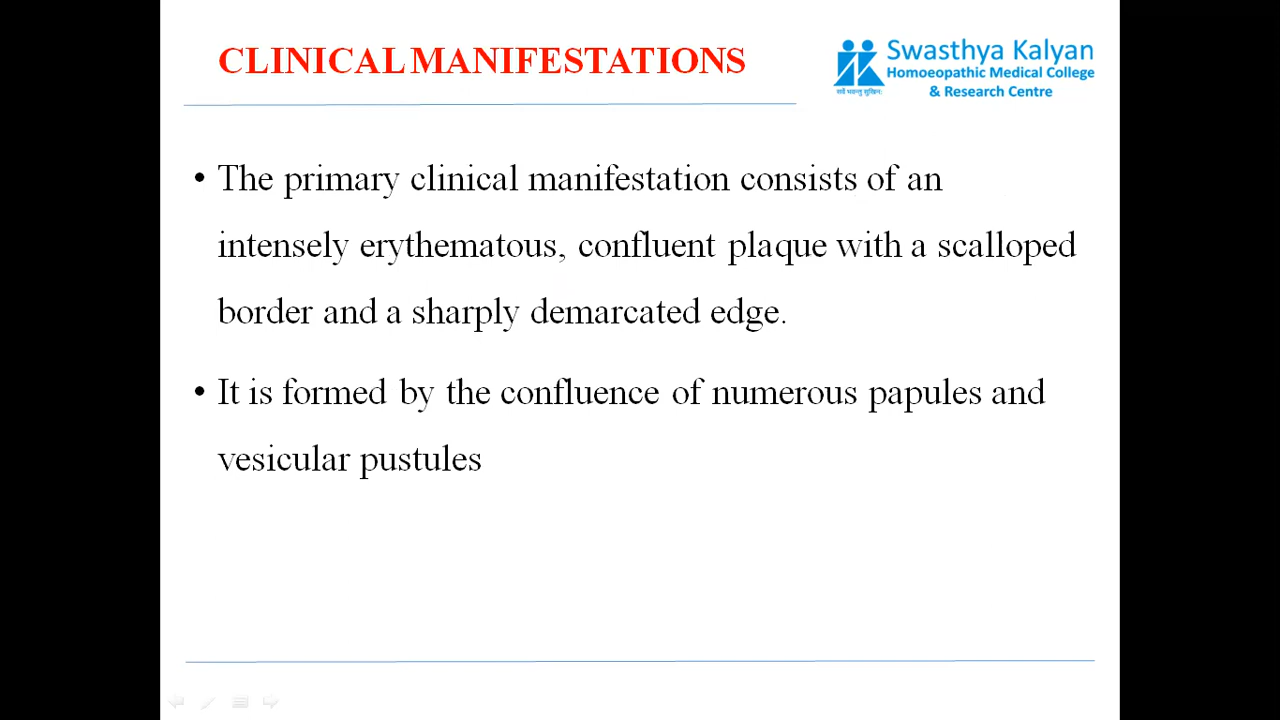 CLINICAL MANIFESTATIONS
Swasthya Kalyan
Homoeopathic Medical College
& Research Centre
सर्वे भवन्तु सुखिनः
• The primary clinical manifestation consists of an
intensely erythematous, confluent plaque with a scalloped
border and a sharply demarcated edge.
• It is formed by the confluence of numerous papules and
vesicular pustules